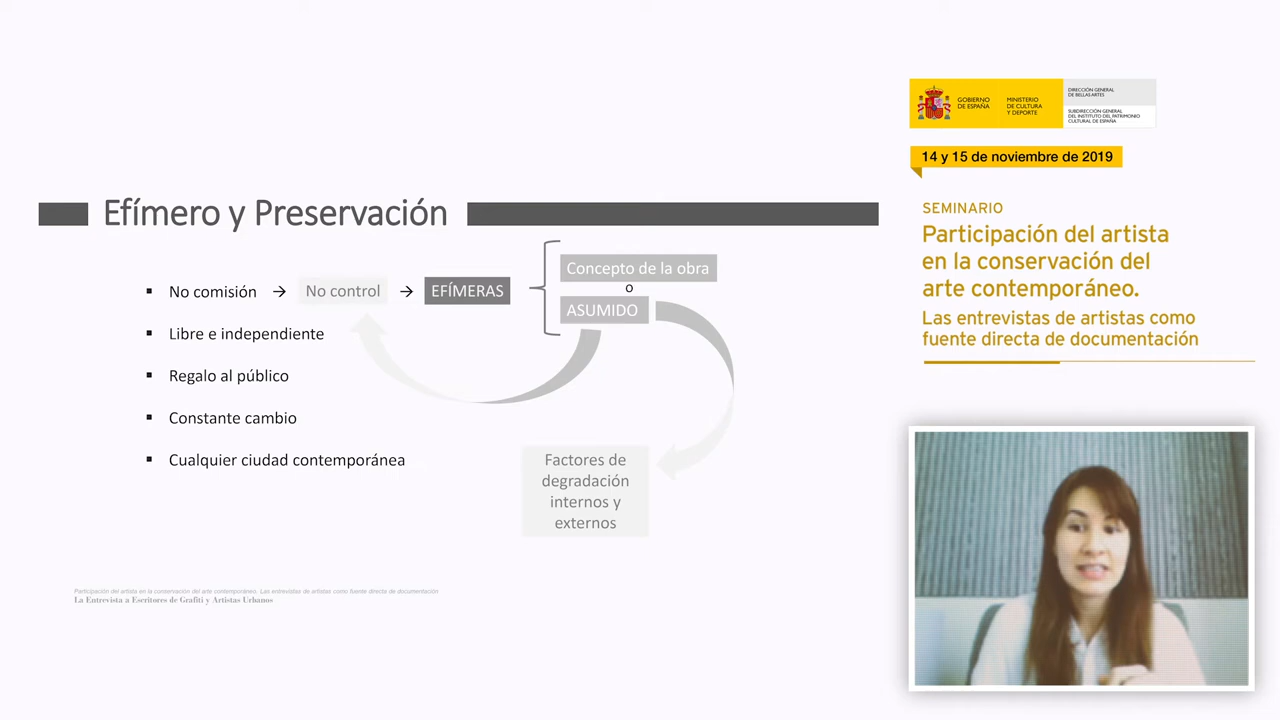 Efímero y Preservación
▪ No comisión → No control → EFÍMERAS
Concepto de la obra
o
ASUMIDO
▪ Libre e independiente
▪ Regalo al público
▪ Constante cambio
▪ Cualquier ciudad contemporánea
Factores de
degradación
internos y
externos
Participación del artista en la conservación del arte contemporáneo. Las entrevistas de artistas como fuente directa de documentación
La Entrevista a Escritores de Grafiti y Artistas Urbanos
GOBIERNO
DE ESPAÑA
MINISTERIO
DE CULTURA
Y DEPORTE
DIRECCIÓN GENERAL
DE BELLAS ARTES
SUBDIRECCIÓN GENERAL
DEL INSTITUTO DEL PATRIMONIO
CULTURAL DE ESPAÑA
14 y 15 de noviembre de 2019
SEMINARIO
Participación del artista
en la conservación del
arte contemporáneo.
Las entrevistas de artistas como
fuente directa de documentación